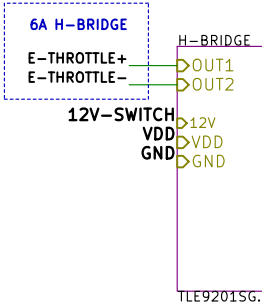 6A H-BRIDGE
H-BRIDGE
E-THROTTLE+ OUT1
E-THROTTLE- OUT2
12V-SWITCH 12V
VDD VDD
GND GND
TLE9201SG.